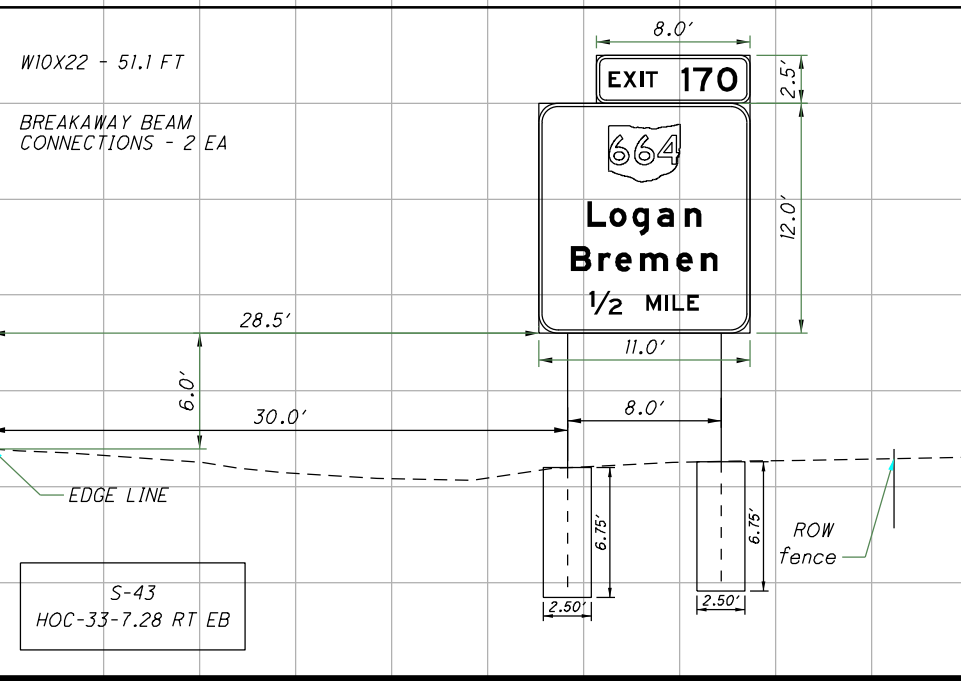 W10X22 - 51.1 FT
BREAKAWAY BEAM
CONNECTIONS - 2 EA
8.0'
EXIT 170
2.5'
664
Logan
Bremen
1/2 MILE
12.0'
28.5'
11.0'
6.0'
30.0'
8.0'
EDGE LINE
6.75'
2.50'
6.75'
2.50'
ROW
fence
S-43
HOC-33-7.28 RT EB